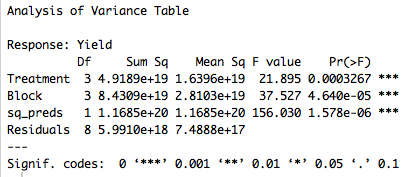 Analysis of Variance Table
Response: Yield
Df Sum Sq Mean Sq F value Pr(>F)
Treatment 3 4.9189e+19 1.6396e+19 21.895 0.0003267 ***
Block 3 8.4309e+19 2.8103e+19 37.527 4.640e-05 ***
sq_preds 1 1.1685e+20 1.1685e+20 156.030 1.578e-06 ***
Residuals 8 5.9910e+18 7.4888e+17
---
Signif. codes: 0 ‘***’ 0.001 ‘**’ 0.01 ‘*’ 0.05 ‘.’ 0.1